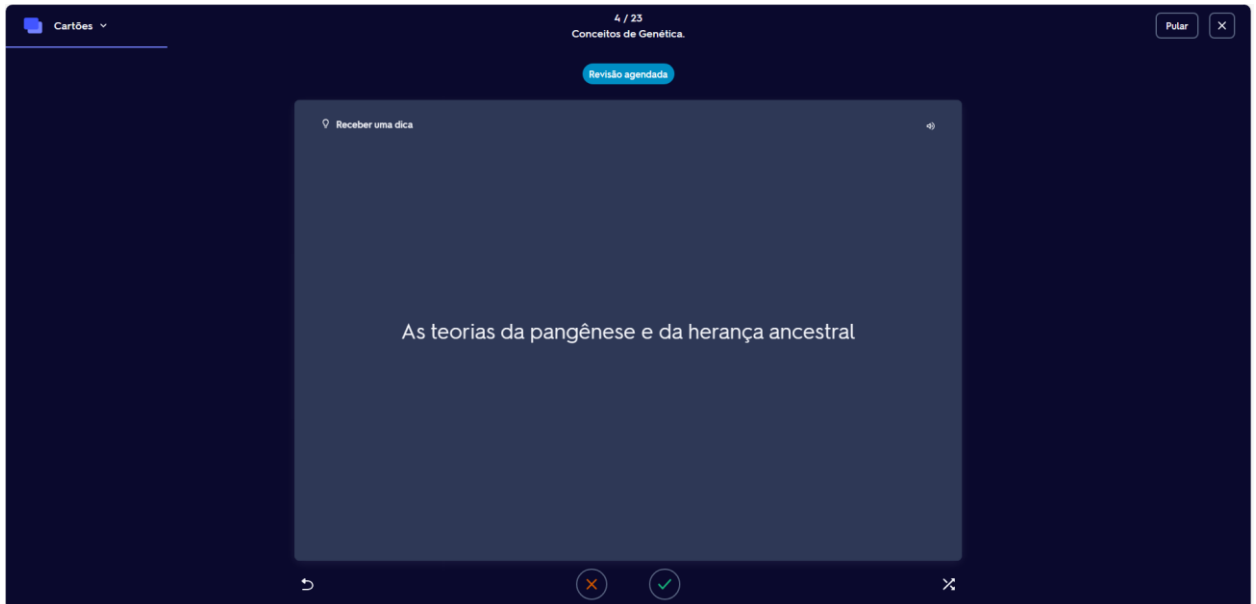 Cartões
4 / 23
Conceitos de Genética.
Pular
Revisão agendada
Receber uma dica
As teorias da pangênese e da herança ancestral